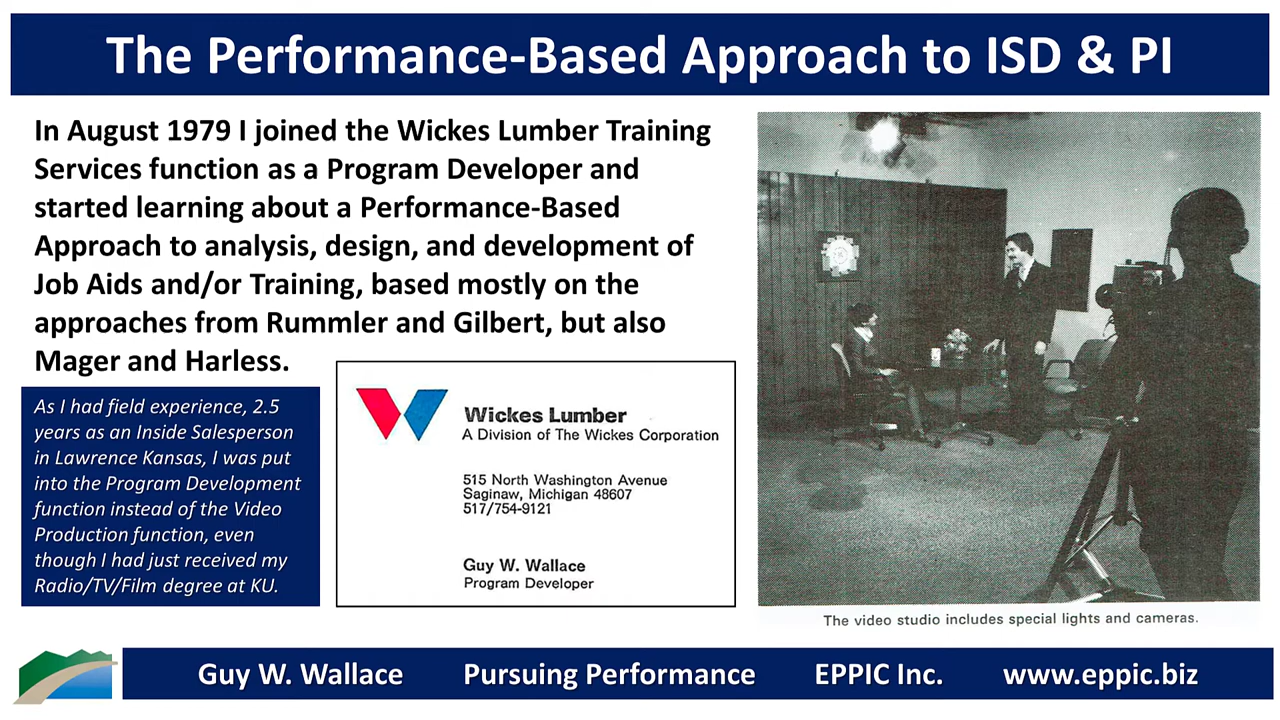 The Performance-Based Approach to ISD & PI
In August 1979 I joined the Wickes Lumber Training
Services function as a Program Developer and
started learning about a Performance-Based
Approach to analysis, design, and development of
Job Aids and/or Training, based mostly on the
approaches from Rummler and Gilbert, but also
Mager and Harless.
As I had field experience, 2.5
years as an Inside Salesperson
in Lawrence Kansas, I was put
into the Program Development
function instead of the Video
Production function, even
though I had just received my
Radio/TV/Film degree at KU.
Wickes Lumber
A Division of The Wickes Corporation
515 North Washington Avenue
Saginaw, Michigan 48607
517/754-9121
Guy W. Wallace
Program Developer
The video studio includes special lights and cameras.
Guy W. Wallace Pursuing Performance EPPIC Inc. www.eppic.biz